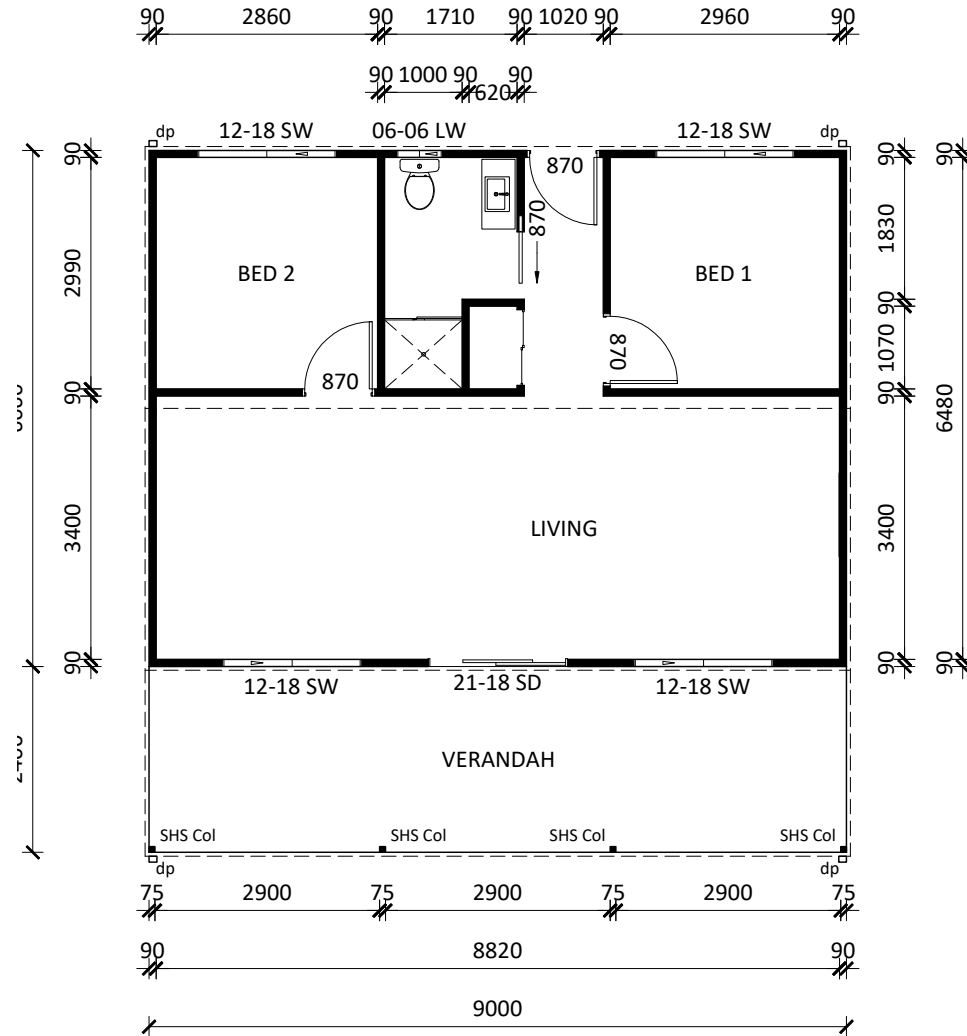 90 2860 90 1710 90 1020 90 2960 90
90 1000 90 620 90
dp 12-18 SW 06-06 LW 12-18 SW dp
90 870 90 90
870
2990 BED 2 BED 1 1830
90
870 870 1070
90 90
6480
3400 LIVING 3400
90 90 90
12-18 SW 21-18 SD 12-18 SW
VERANDAH
SHS Col SHS Col SHS Col SHS Col
dp dp
75 2900 75 2900 75 2900 75
90 8820 90
9000